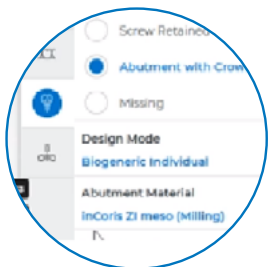 Screw Retained
Abutment with Crow
Missing
Design Mode
Biogeneric Individual
Abutment Material
inCoris ZI meso (Milling)